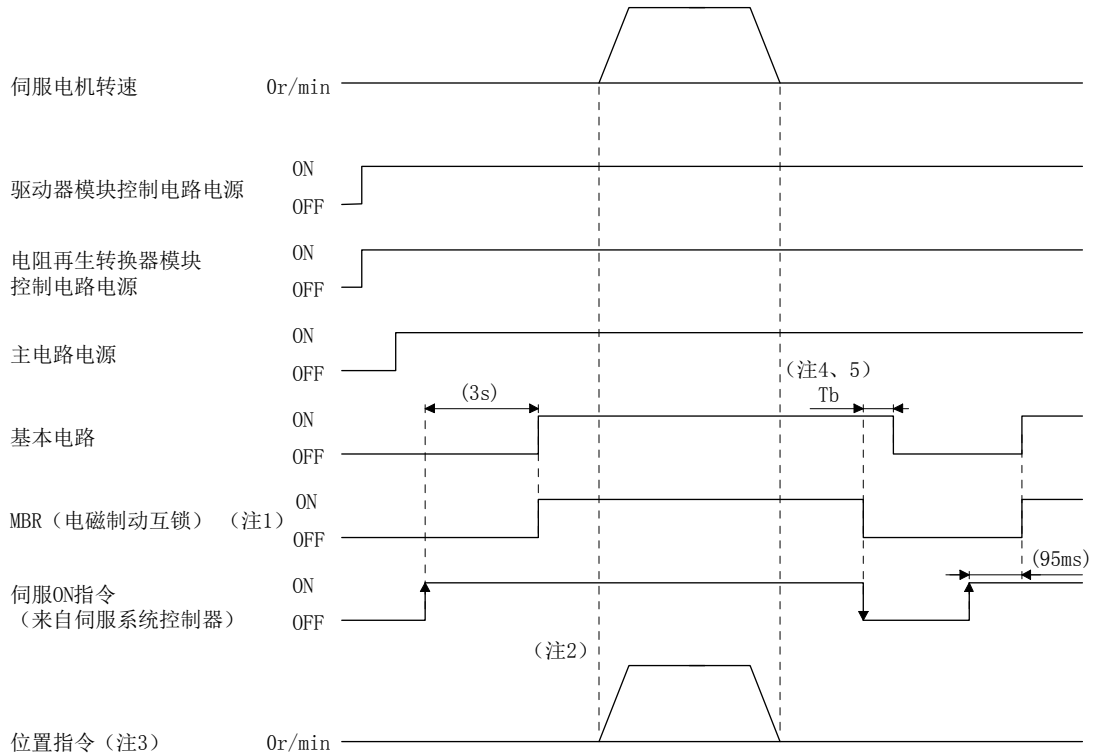 伺服电机转速 0r/min
驱动器模块控制电路电源 ON
OFF
电阻再生转换器模块
控制电路电源 ON
OFF
主电路电源 ON
OFF
(3s)
（注4、5）
Tb
基本电路 ON
OFF
MBR（电磁制动互锁）（注1） ON
OFF
(95ms)
伺服ON指令
（来自伺服系统控制器） ON
OFF
（注2）
位置指令（注3） 0r/min